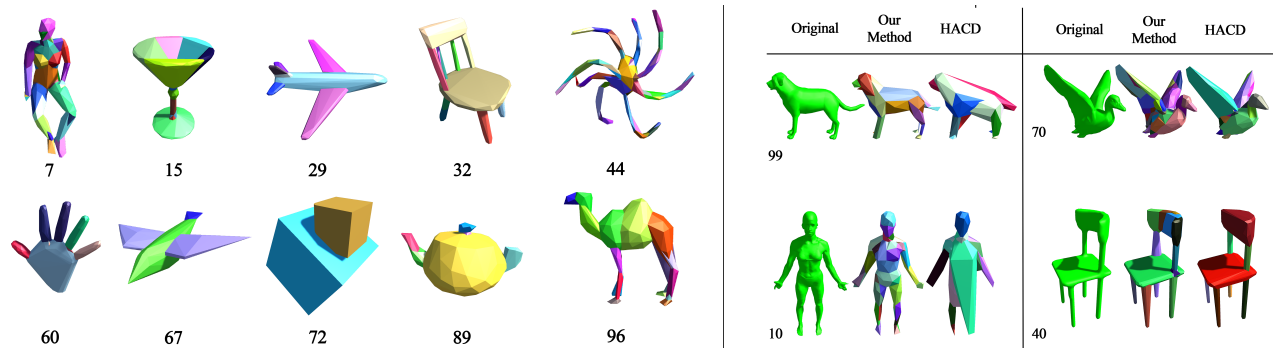 7 15 29 32 44
60 67 72 89 96
Original Our Method HACD
99
10
Original Our Method HACD
70
40